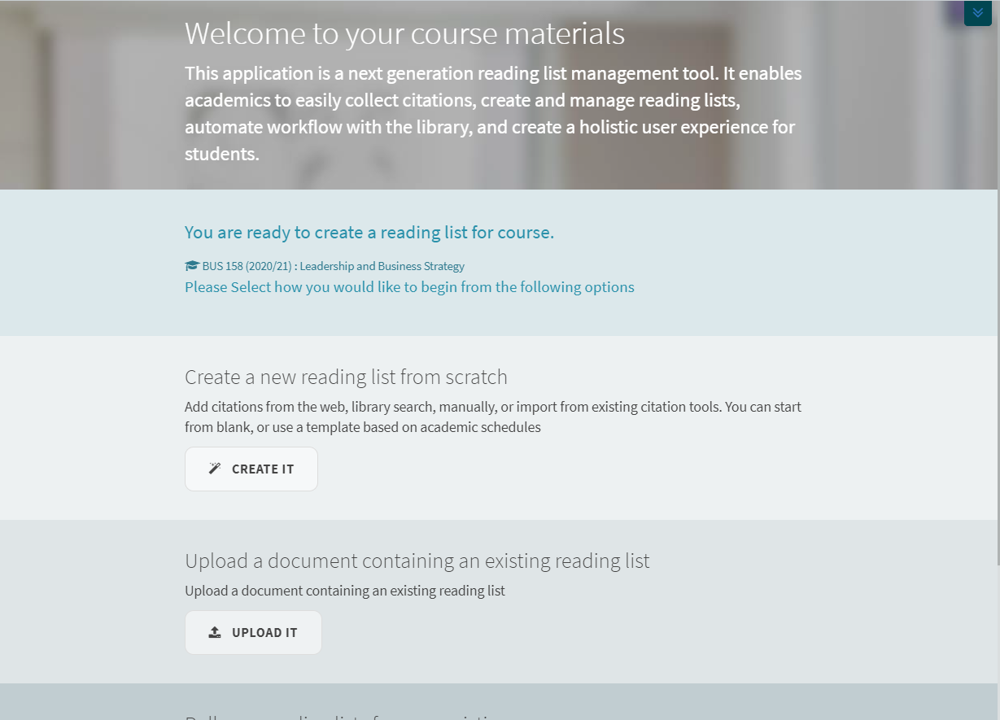 Welcome to your course materials
This application is a next generation reading list management tool. It enables
academics to easily collect citations, create and manage reading lists,
automate workflow with the library, and create a holistic user experience for
students.
You are ready to create a reading list for course.
BUS 158 (2020/21) : Leadership and Business Strategy
Please Select how you would like to begin from the following options
Create a new reading list from scratch
Add citations from the web, library search, manually, or import from existing citation tools. You can start
from blank, or use a template based on academic schedules
CREATE IT
Upload a document containing an existing reading list
Upload a document containing an existing reading list
UPLOAD IT